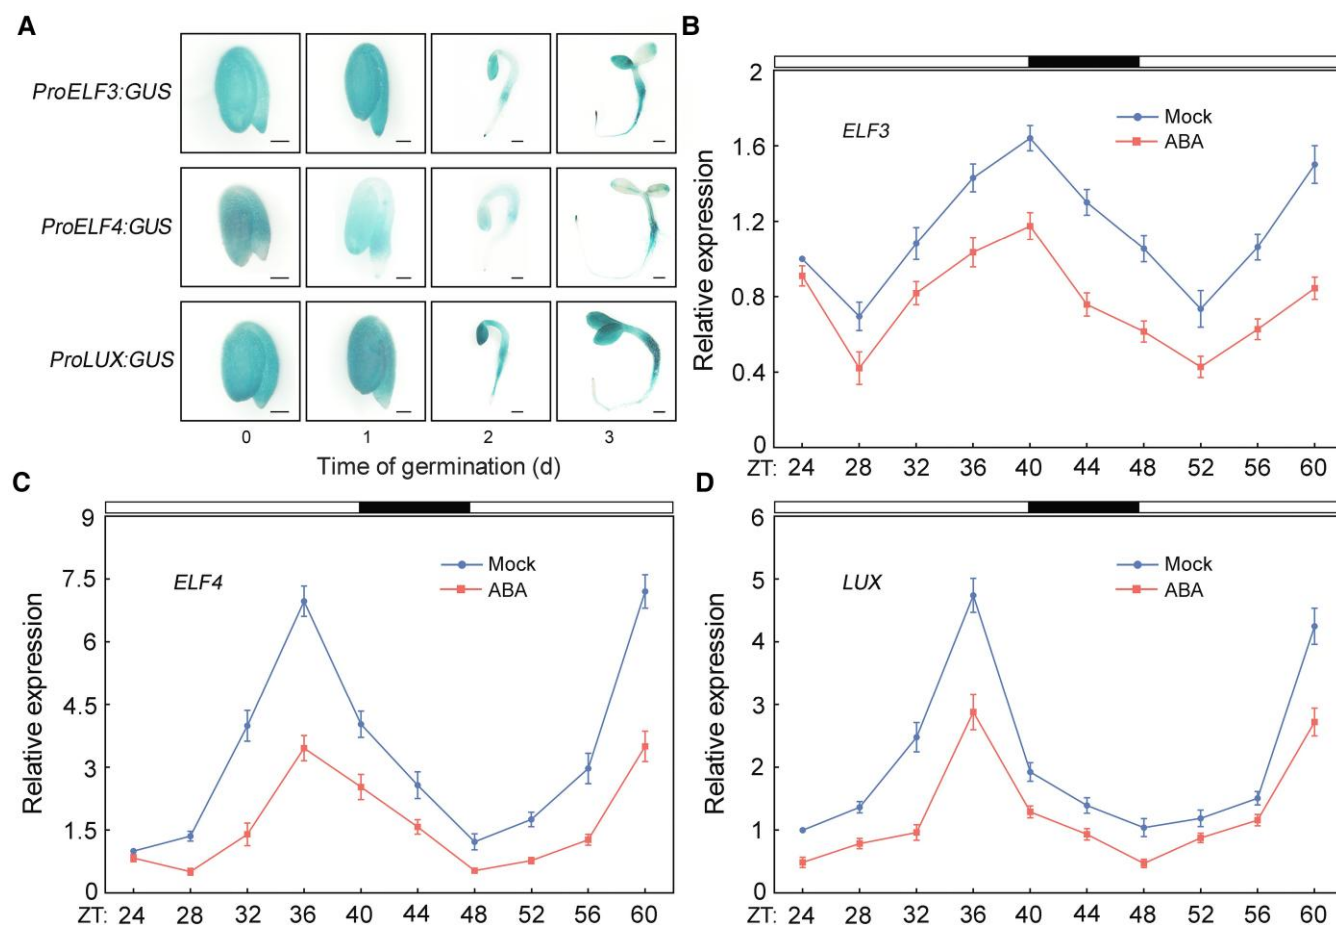 A
ProELF3:GUS
ProELF4:GUS
ProLUX:GUS
0 1 2 3
Time of germination (d)
B
2
1.6
1.2
0.8
0.4
0
Relative expression
ELF3
Mock
ABA
ZT: 24 28 32 36 40 44 48 52 56 60
C
9
7.5
6
4.5
3
1.5
0
Relative expression
ELF4
Mock
ABA
ZT: 24 28 32 36 40 44 48 52 56 60
D
6
5
4
3
2
1
0
Relative expression
LUX
Mock
ABA
ZT: 24 28 32 36 40 44 48 52 56 60